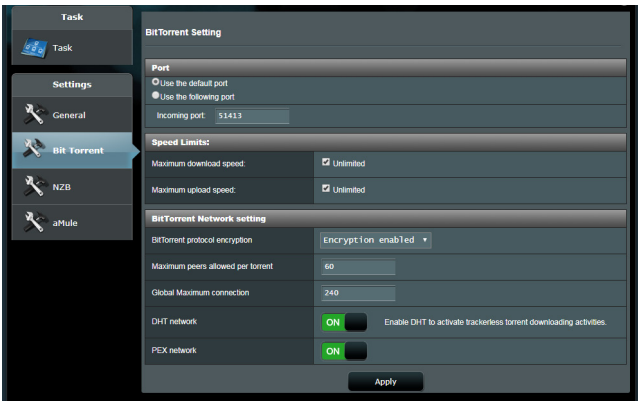 Task
Task
Settings
General
Bit Torrent
NZB
aMule
BitTorrent Setting
Port
Use the default port
Use the following port
Incoming port: 51413
Speed Limits:
Maximum download speed: Unlimited
Maximum upload speed: Unlimited
BitTorrent Network setting
BitTorrent protocol encryption Encryption enabled
Maximum peers allowed per torrent 60
Global Maximum connection 240
DHT network ON Enable DHT to activate trackerless torrent downloading activities.
PEX network ON
Apply